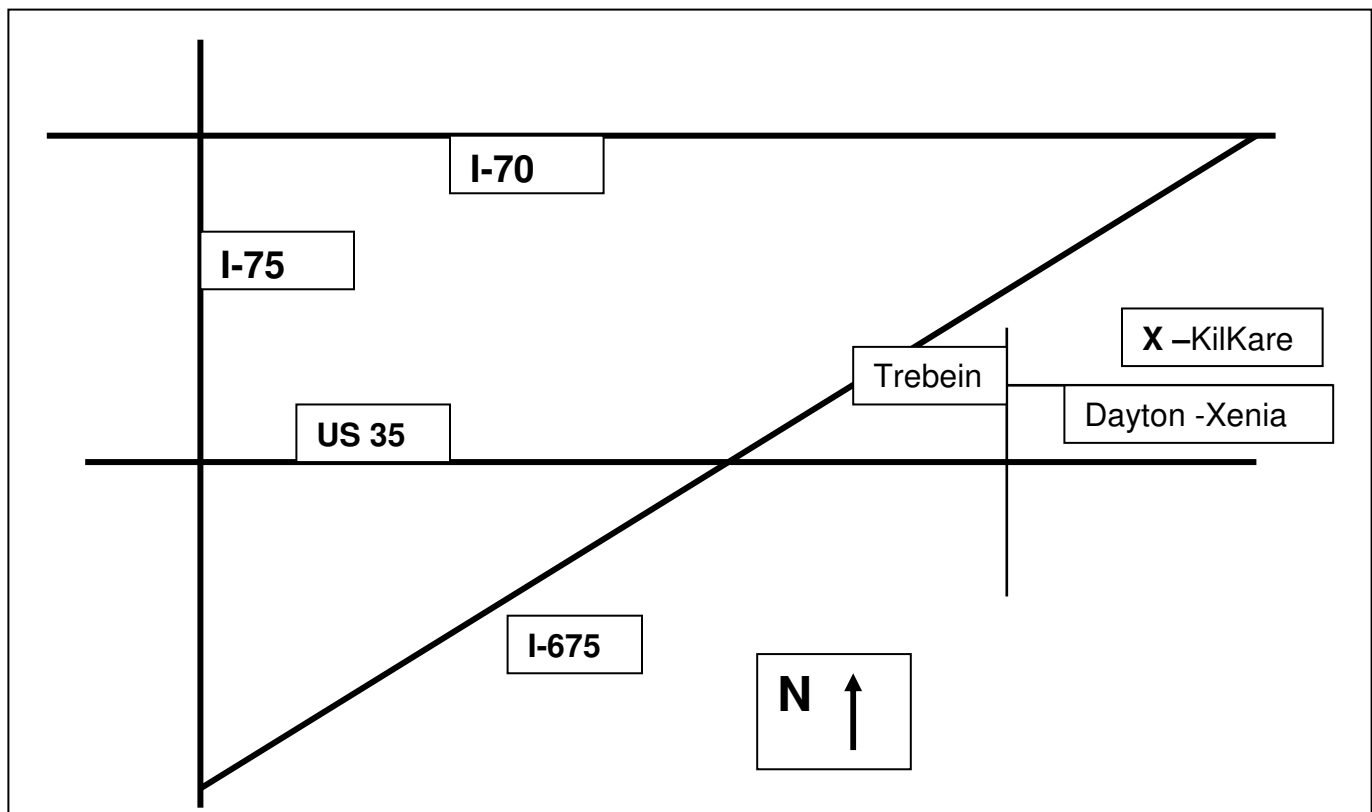 I-70
I-75
X –KilKare
Trebein
Dayton -Xenia
US 35
I-675
N